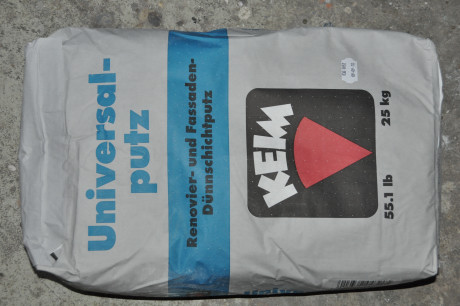 Universal-
putz
Renovier- und Fassaden-
Dünnschichtputz
KEIM
25 kg
55.1 lb